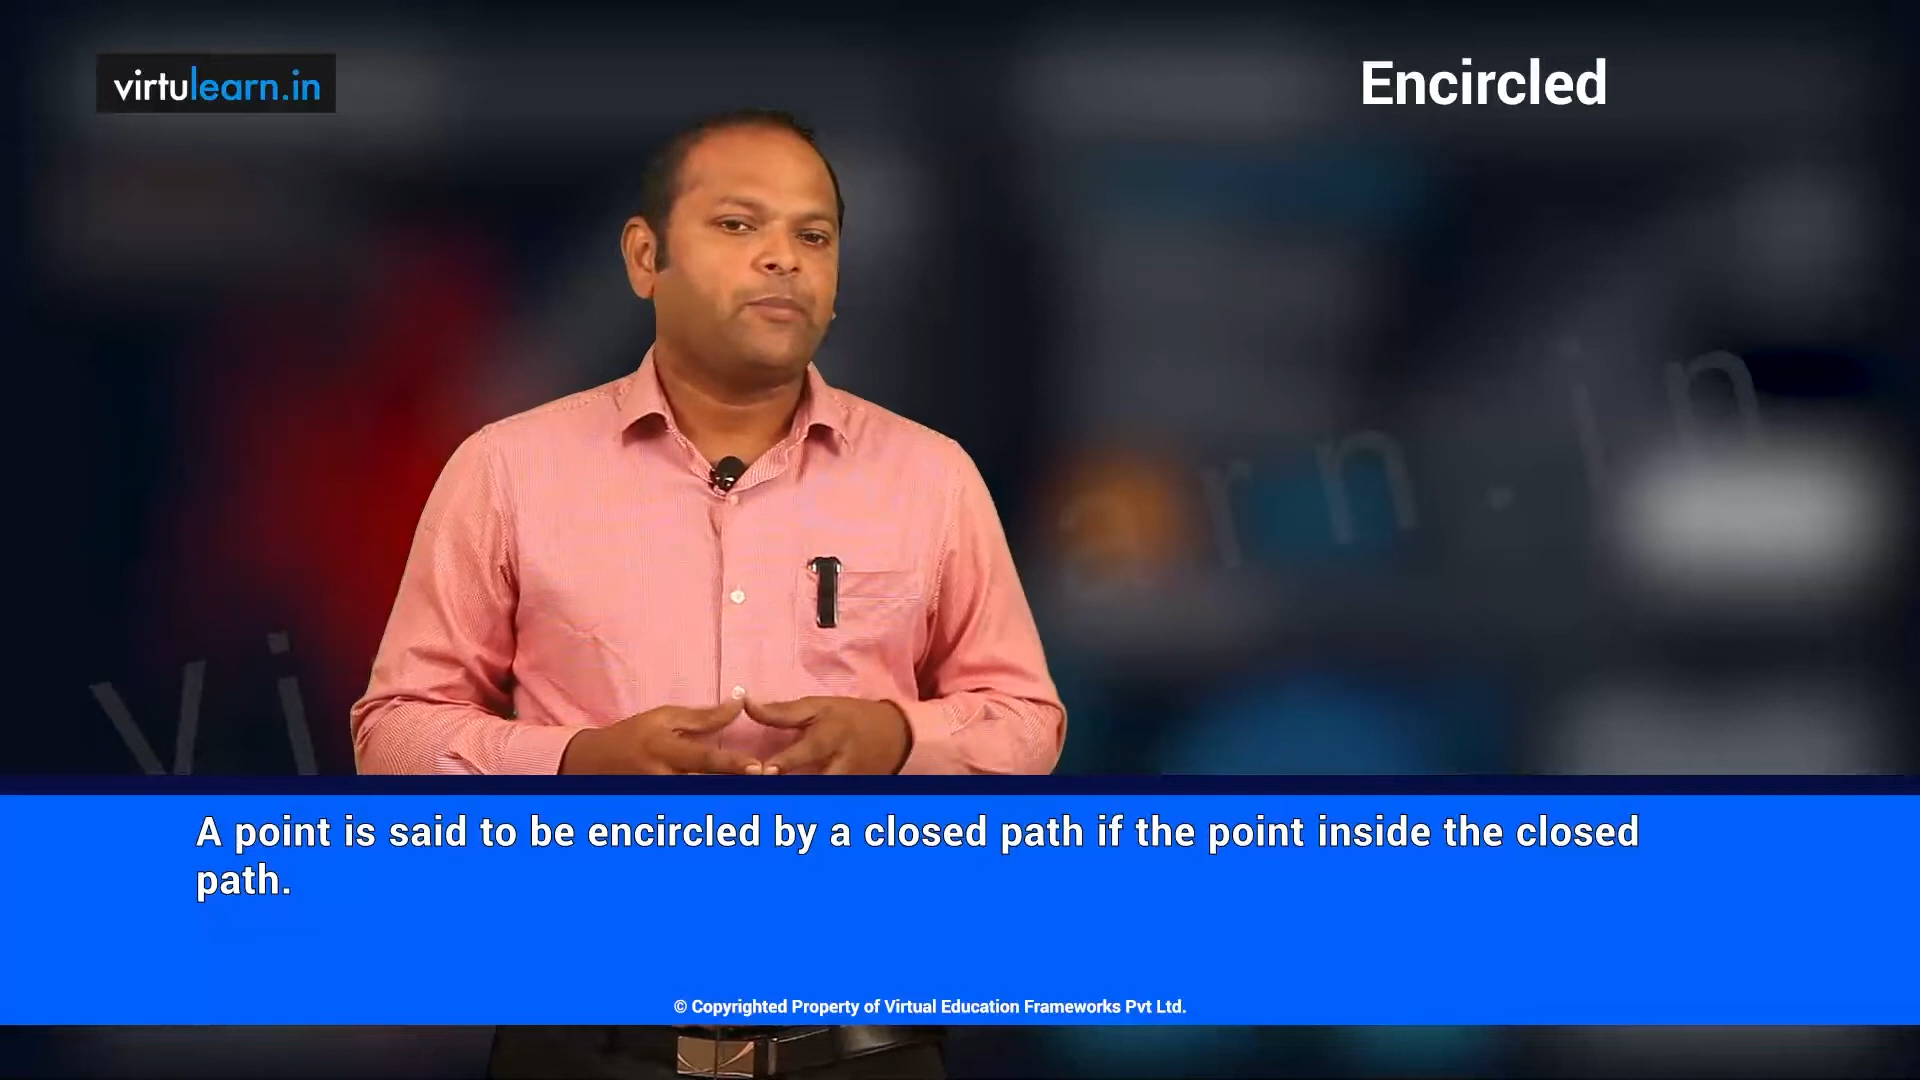 virtulearn.in
Encircled
A point is said to be encircled by a closed path if the point inside the closed
path.
© Copyrighted Property of Virtual Education Frameworks Pvt Ltd.